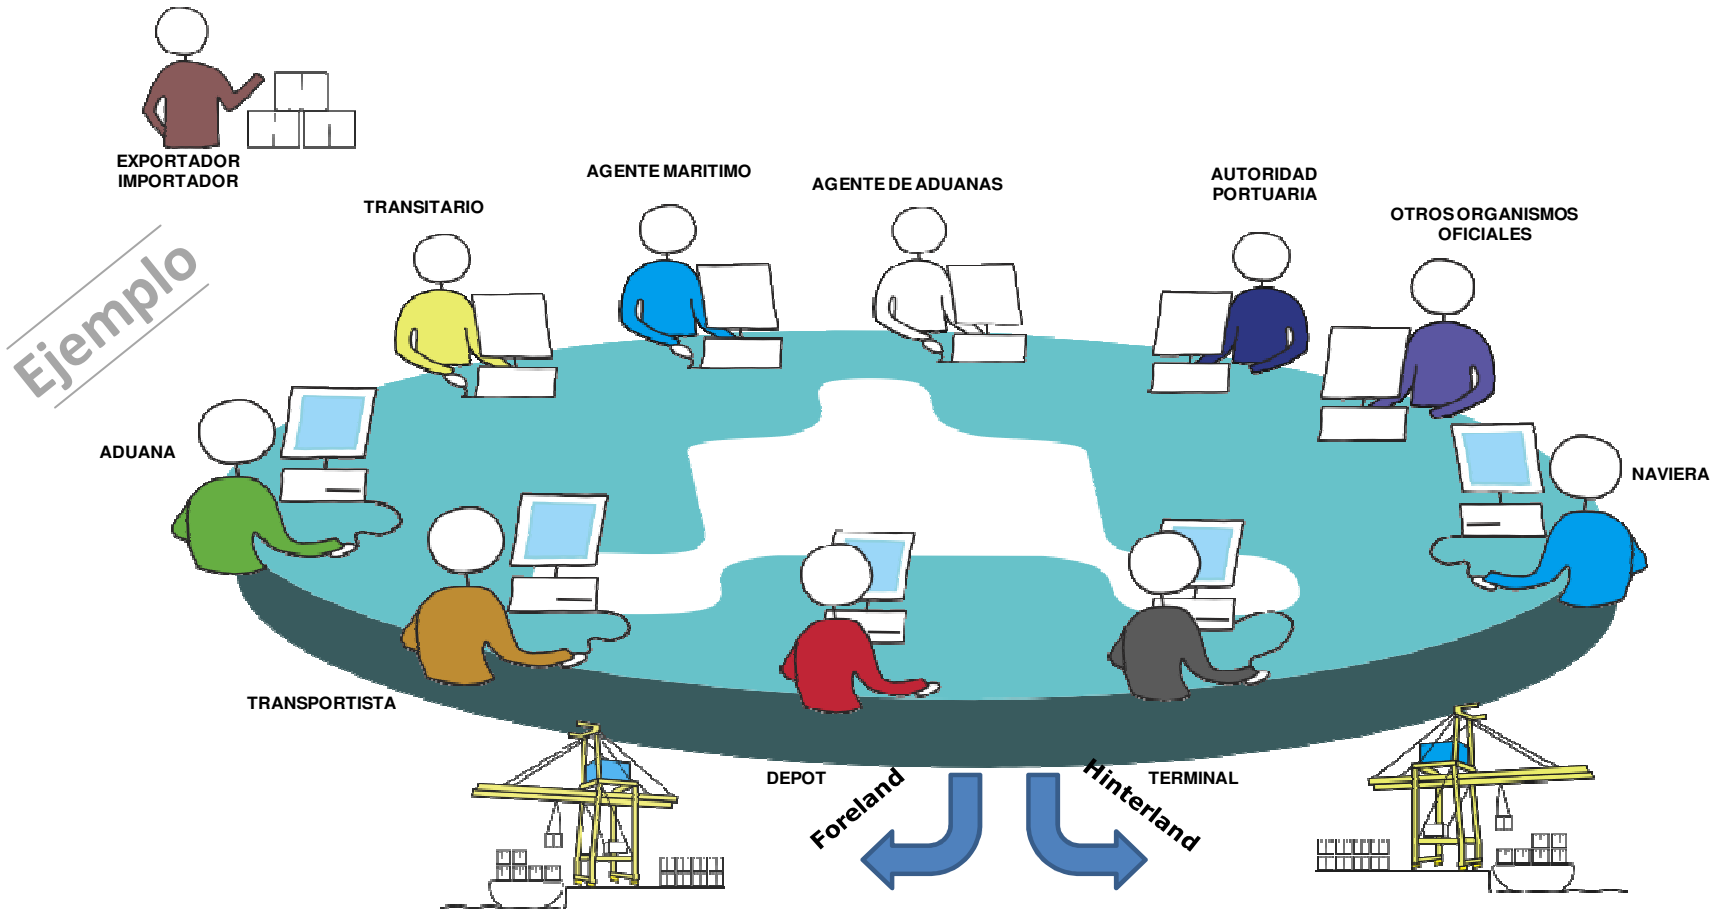 EXPORTADOR
IMPORTADOR
AGENTE MARITIMO
AGENTE DE ADUANAS
AUTORIDAD
PORTUARIA
TRANSITARIO
OTROS ORGANISMOS
OFICIALES
Ejemplo
ADUANA
NAVIERA
TRANSPORTISTA
DEPOT
Foreland
Hinterland
TERMINAL